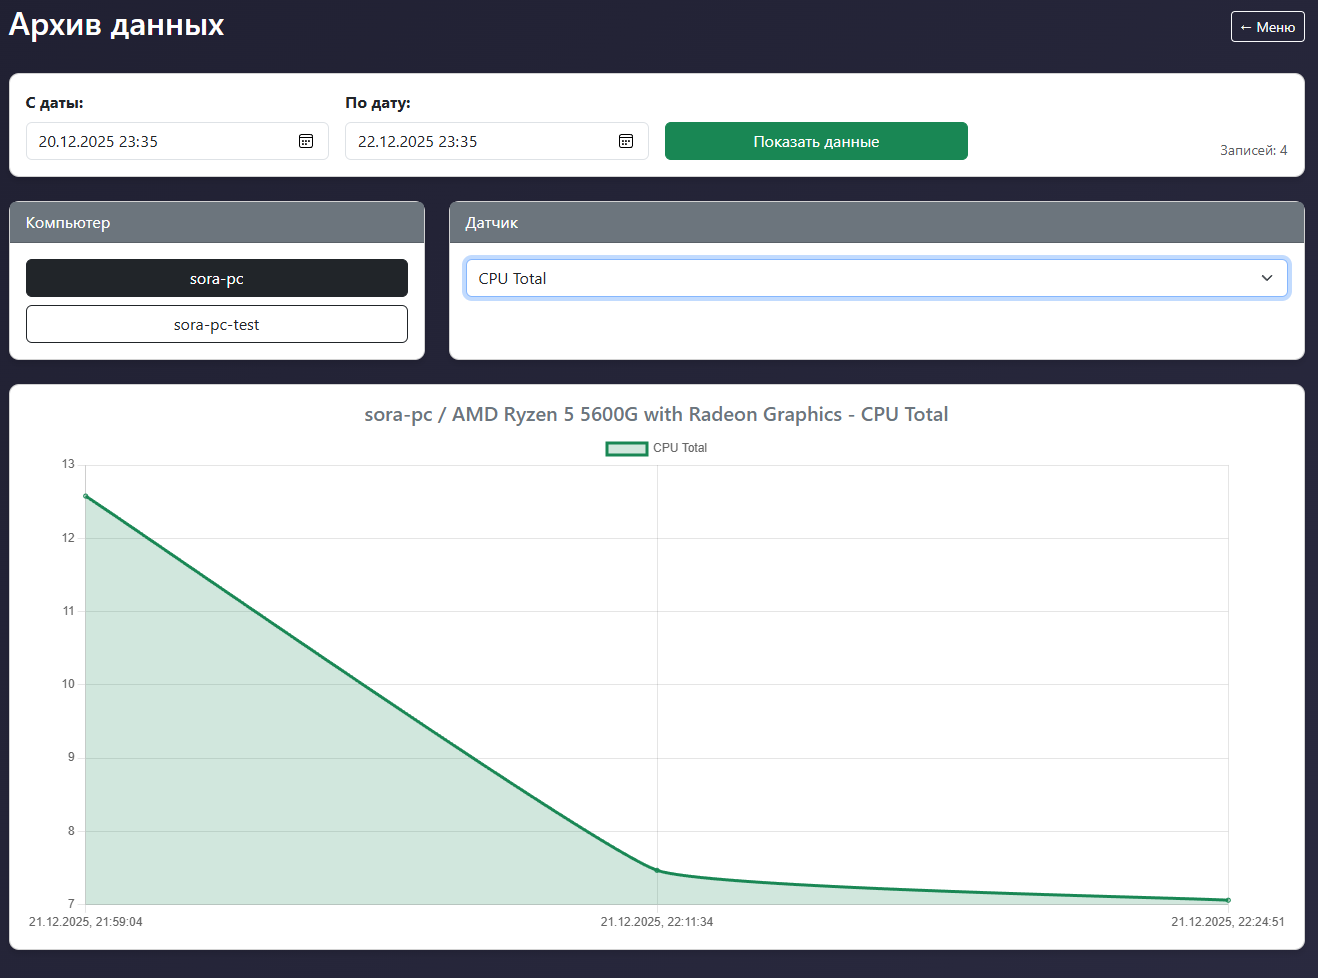 Архив данных
← Меню
С даты:
По дату:
20.12.2025 23:35
22.12.2025 23:35
Показать данные
Записей: 4
Компьютер
Датчик
sora-pc
CPU Total
sora-pc-test
sora-pc / AMD Ryzen 5 5600G with Radeon Graphics - CPU Total
CPU Total
13
12
11
10
9
8
7
21.12.2025, 21:59:04
21.12.2025, 22:11:34
21.12.2025, 22:24:51